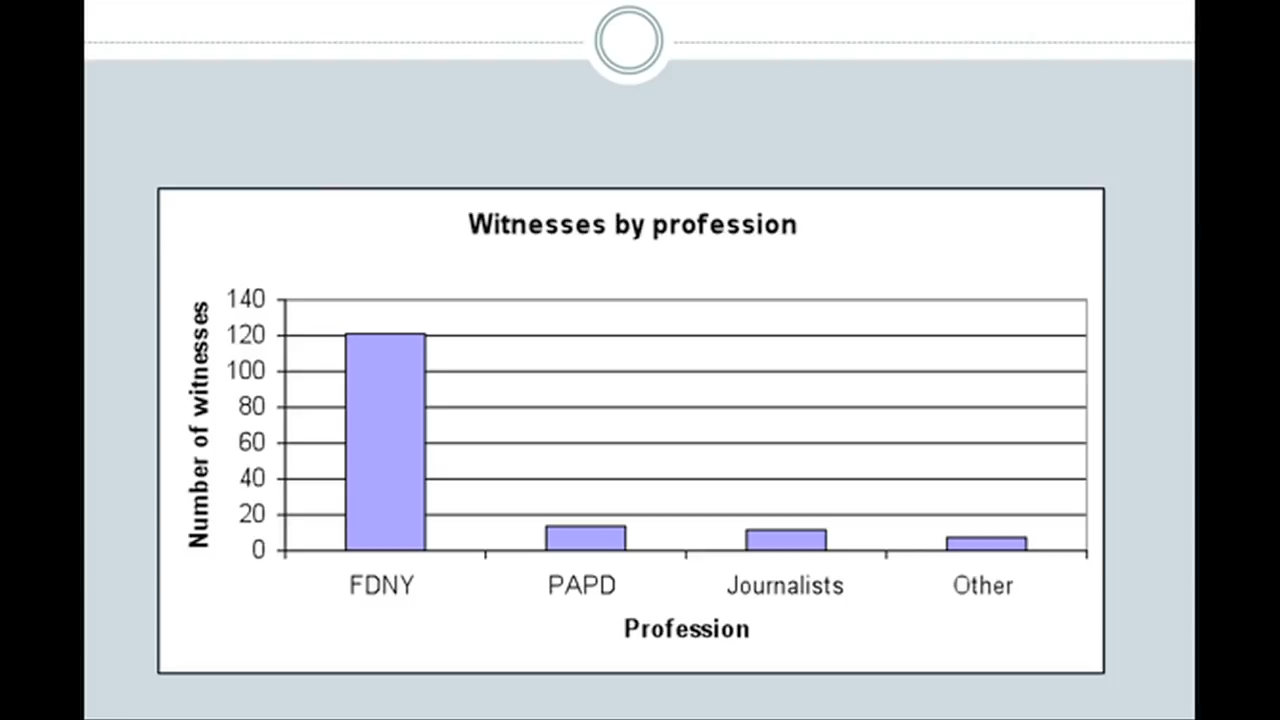 Witnesses by profession
Number of witnesses
140
120
100
80
60
40
20
0
FDNY PAPD Journalists Other
Profession